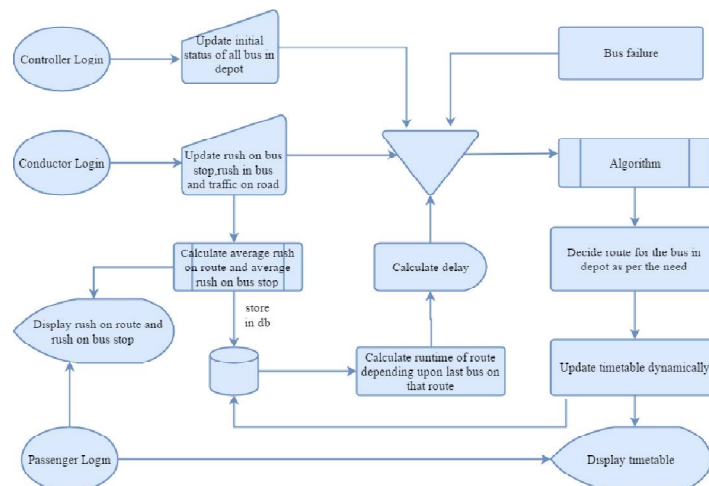 Controller Login
Update initial
status of all bus in
depot
Bus failure
Conductor Login
Update rush on bus
stop,rush in bus
and traffic on road
Algorithm
Calculate average rush
on route and average
rush on bus stop
Calculate delay
Decide route for the bus in
depot as per the need
Display rush on route and
rush on bus stop
store
in db
Calculate runtime of route
depending upon last bus on
that route
Update timetable dynamically
Passenger Login
Display timetable